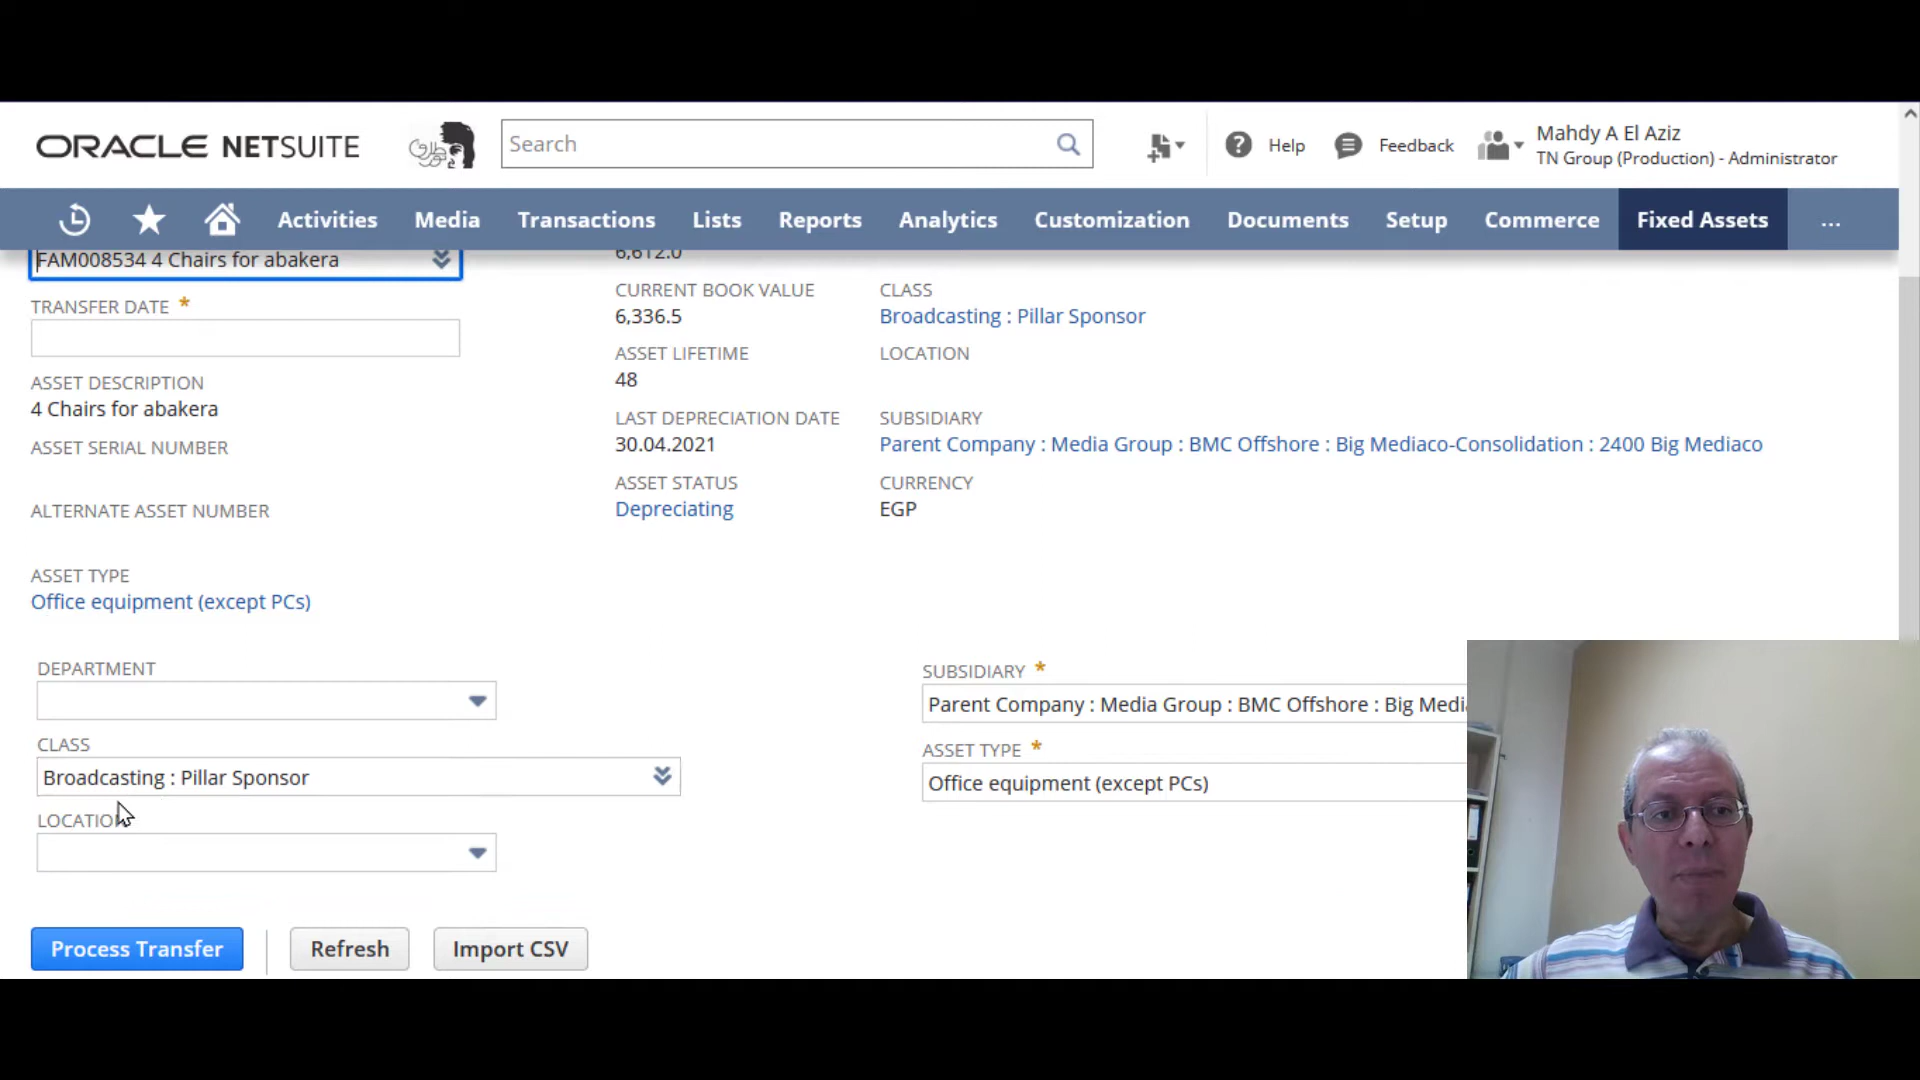 ORACLE NETSUITE
Search
Help
Feedback
Mahdy A El Aziz
TN Group (Production) - Administrator
Activities
Media
Transactions
Lists
Reports
Analytics
Customization
Documents
Setup
Commerce
Fixed Assets
...
FAM008534 4 Chairs for abakera
TRANSFER DATE *
ASSET DESCRIPTION
4 Chairs for abakera
ASSET SERIAL NUMBER
ALTERNATE ASSET NUMBER
ASSET TYPE
Office equipment (except PCs)
6,612.0
CURRENT BOOK VALUE
6,336.5
ASSET LIFETIME
48
LAST DEPRECIATION DATE
30.04.2021
ASSET STATUS
Depreciating
CLASS
Broadcasting : Pillar Sponsor
LOCATION
SUBSIDIARY
Parent Company : Media Group : BMC Offshore : Big Mediaco-Consolidation : 2400 Big Mediaco
CURRENCY
EGP
DEPARTMENT
CLASS
Broadcasting : Pillar Sponsor
LOCATION
SUBSIDIARY *
Parent Company : Media Group : BMC Offshore : Big Medi
ASSET TYPE *
Office equipment (except PCs)
Process Transfer
Refresh
Import CSV